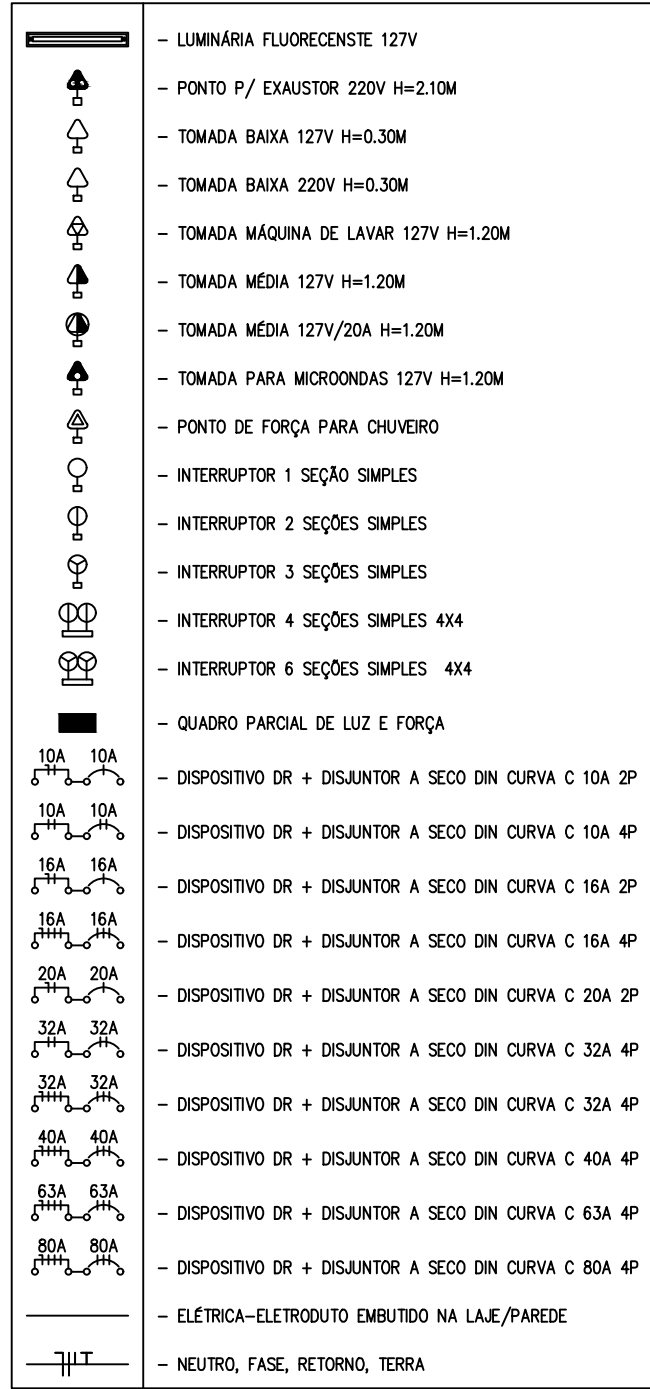 – LUMINÁRIA FLUORECENSTE 127V
– PONTO P/ EXAUSTOR 220V H=2.10M
– TOMADA BAIXA 127V H=0.30M
– TOMADA BAIXA 220V H=0.30M
– TOMADA MÁQUINA DE LAVAR 127V H=1.20M
– TOMADA MÉDIA 127V H=1.20M
– TOMADA MÉDIA 127V/20A H=1.20M
– TOMADA PARA MICROONDAS 127V H=1.20M
– PONTO DE FORÇA PARA CHUVEIRO
– INTERRUPTOR 1 SEÇÃO SIMPLES
– INTERRUPTOR 2 SEÇÕES SIMPLES
– INTERRUPTOR 3 SEÇÕES SIMPLES
– INTERRUPTOR 4 SEÇÕES SIMPLES 4X4
– INTERRUPTOR 6 SEÇÕES SIMPLES 4X4
– QUADRO PARCIAL DE LUZ E FORÇA
10A 10A – DISPOSITIVO DR + DISJUNTOR A SECO DIN CURVA C 10A 2P
10A 10A – DISPOSITIVO DR + DISJUNTOR A SECO DIN CURVA C 10A 4P
16A 16A – DISPOSITIVO DR + DISJUNTOR A SECO DIN CURVA C 16A 2P
16A 16A – DISPOSITIVO DR + DISJUNTOR A SECO DIN CURVA C 16A 4P
20A 20A – DISPOSITIVO DR + DISJUNTOR A SECO DIN CURVA C 20A 2P
32A 32A – DISPOSITIVO DR + DISJUNTOR A SECO DIN CURVA C 32A 4P
32A 32A – DISPOSITIVO DR + DISJUNTOR A SECO DIN CURVA C 32A 4P
40A 40A – DISPOSITIVO DR + DISJUNTOR A SECO DIN CURVA C 40A 4P
63A 63A – DISPOSITIVO DR + DISJUNTOR A SECO DIN CURVA C 63A 4P
80A 80A – DISPOSITIVO DR + DISJUNTOR A SECO DIN CURVA C 80A 4P
– ELÉTRICA–ELETRODUTO EMBUTIDO NA LAJE/PAREDE
– NEUTRO, FASE, RETORNO, TERRA